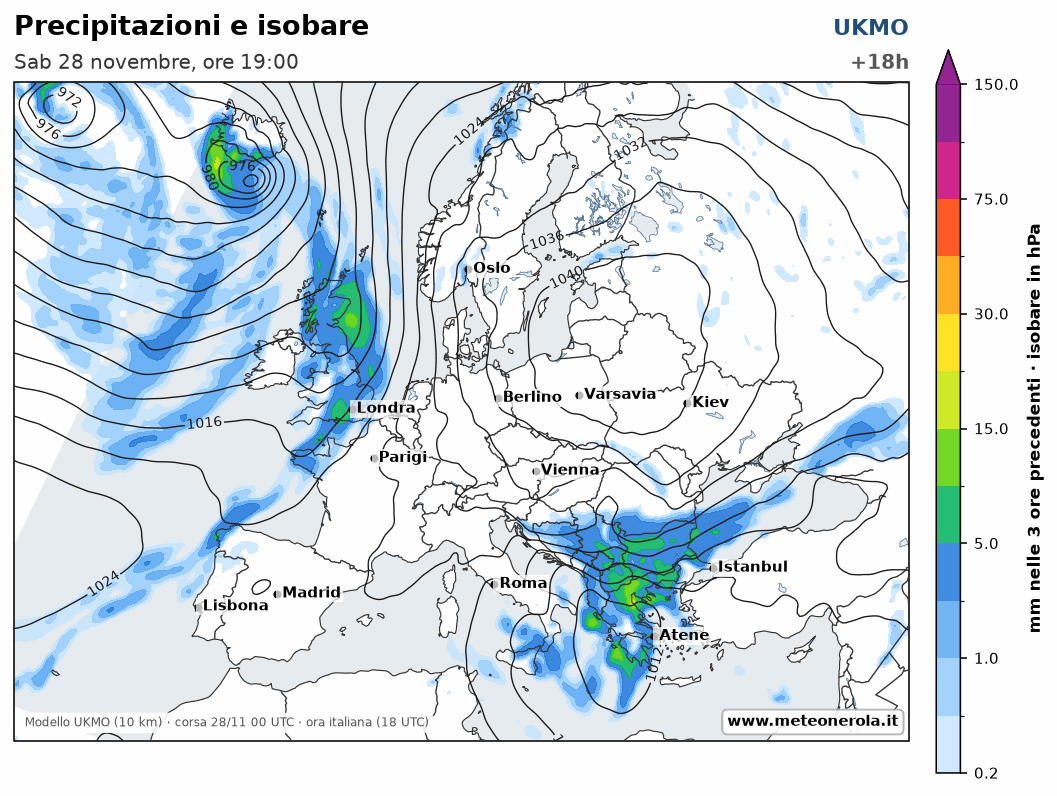 Precipitazioni e isobare
UKMO
Sab 28 novembre, ore 19:00
+18h
150.0
75.0
30.0
15.0
5.0
1.0
0.2
mm nelle 3 ore precedenti · isobare in hPa
972
976
976
980
1024
1032
1036
1040
1016
1024
Oslo
Berlino
Varsavia
Kiev
Londra
Parigi
Vienna
Istanbul
Roma
Madrid
Lisbona
Atene
Modello UKMO (10 km) · corsa 28/11 00 UTC · ora italiana (18 UTC)
www.meteonerola.it